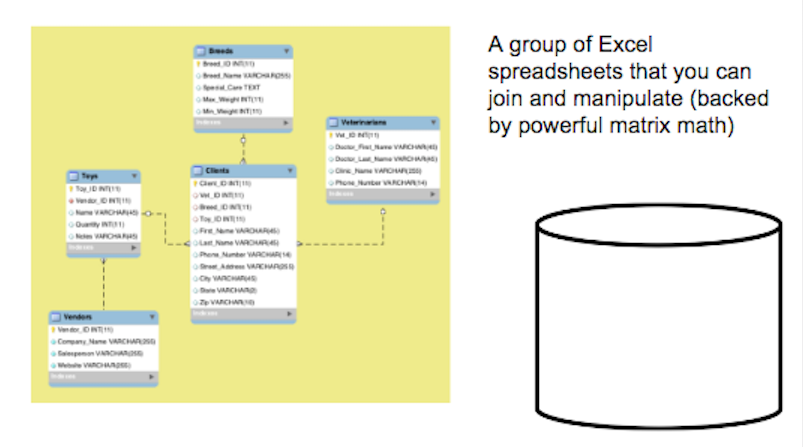 Breeds
Breed_ID INT(11)
Breed_Name VARCHAR(255)
Special_Care TEXT
Max_Weight INT(11)
Min_Weight INT(11)
Indexes
Veterinarians
Vet_ID INT(11)
Doctor_First_Name VARCHAR(45)
Doctor_Last_Name VARCHAR(45)
Clinic_Name VARCHAR(255)
Phone_Number VARCHAR(14)
Indexes
Toys
Toy_ID INT(11)
Vendor_ID INT(11)
Name VARCHAR(45)
Quantity INT(11)
Notes VARCHAR(45)
Indexes
Clients
Client_ID INT(11)
Vet_ID INT(11)
Breed_ID INT(11)
Toy_ID INT(11)
First_Name VARCHAR(45)
Last_Name VARCHAR(45)
Phone_Number VARCHAR(14)
Street_Address VARCHAR(255)
City VARCHAR(45)
State VARCHAR(2)
Zip VARCHAR(10)
Indexes
Vendors
Vendor_ID INT(11)
Company_Name VARCHAR(255)
Salesperson VARCHAR(255)
Website VARCHAR(255)
Indexes
A group of Excel
spreadsheets that you can
join and manipulate (backed
by powerful matrix math)